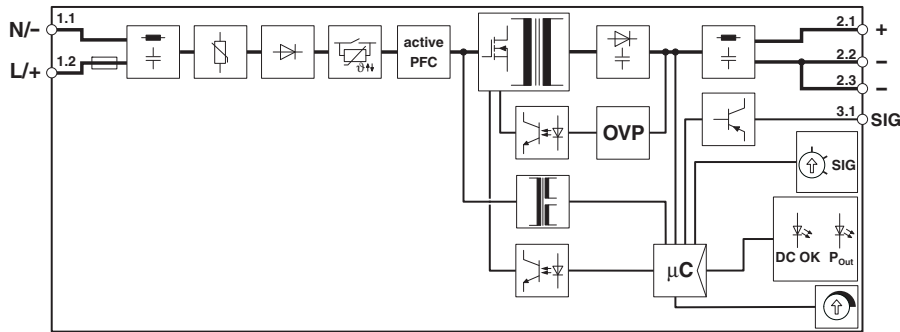 N/–
1.1
L/+
1.2
active
PFC
2.1
+
2.2
–
2.3
–
3.1
SIG
OVP
SIG
μC
DC OK
POut
ϑ